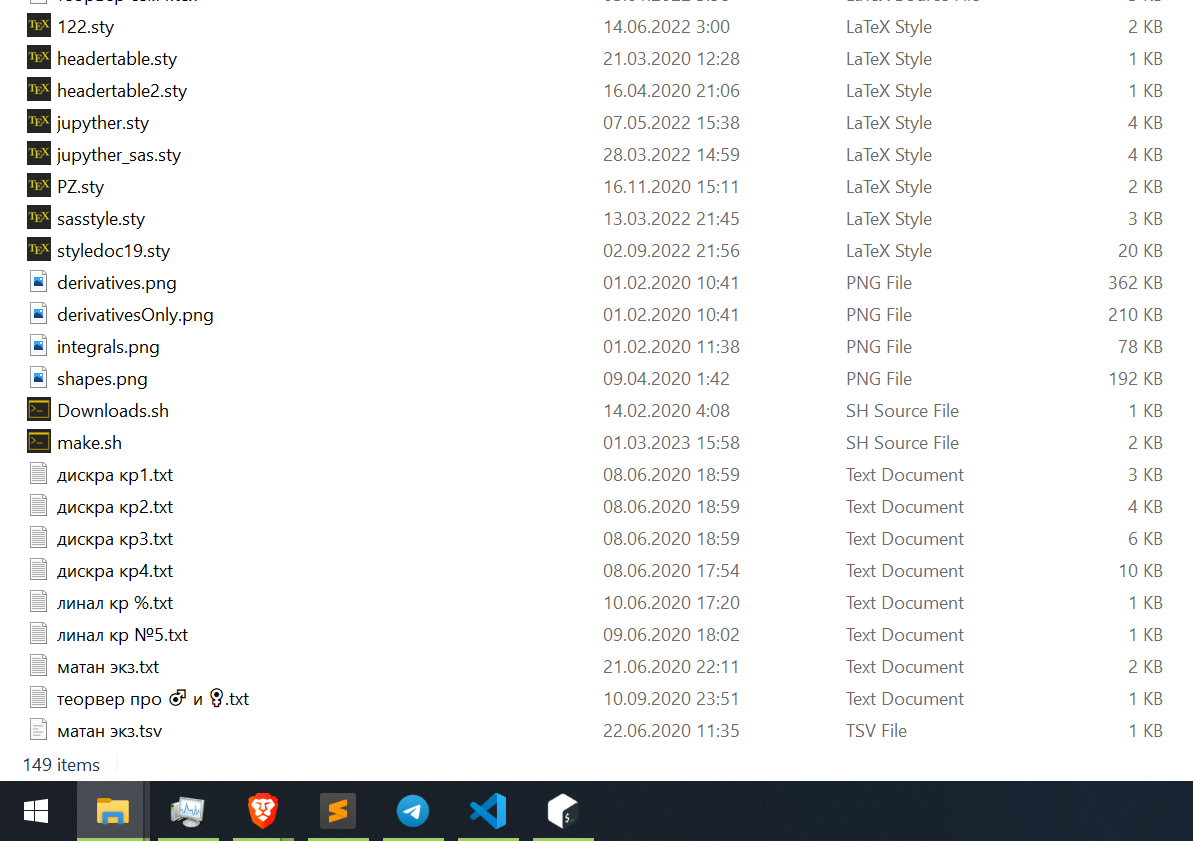 122.sty 14.06.2022 3:00 LaTeX Style 2 KB
headertable.sty 21.03.2020 12:28 LaTeX Style 1 KB
headertable2.sty 16.04.2020 21:06 LaTeX Style 1 KB
jupyther.sty 07.05.2022 15:38 LaTeX Style 4 KB
jupyther_sas.sty 28.03.2022 14:59 LaTeX Style 4 KB
PZ.sty 16.11.2020 15:11 LaTeX Style 2 KB
sasstyle.sty 13.03.2022 21:45 LaTeX Style 3 KB
styledoc19.sty 02.09.2022 21:56 LaTeX Style 20 KB
derivatives.png 01.02.2020 10:41 PNG File 362 KB
derivativesOnly.png 01.02.2020 10:41 PNG File 210 KB
integrals.png 01.02.2020 11:38 PNG File 78 KB
shapes.png 09.04.2020 1:42 PNG File 192 KB
Downloads.sh 14.02.2020 4:08 SH Source File 1 KB
make.sh 01.03.2023 15:58 SH Source File 2 KB
дискра кр1.txt 08.06.2020 18:59 Text Document 3 KB
дискра кр2.txt 08.06.2020 18:59 Text Document 4 KB
дискра кр3.txt 08.06.2020 18:59 Text Document 6 KB
дискра кр4.txt 08.06.2020 17:54 Text Document 10 KB
линал кр %.txt 10.06.2020 17:20 Text Document 1 KB
линал кр №5.txt 09.06.2020 18:02 Text Document 1 KB
матан экз.txt 21.06.2020 22:11 Text Document 2 KB
теорвер про ♂ и ♀.txt 10.09.2020 23:51 Text Document 1 KB
матан экз.tsv 22.06.2020 11:35 TSV File 1 KB
149 items